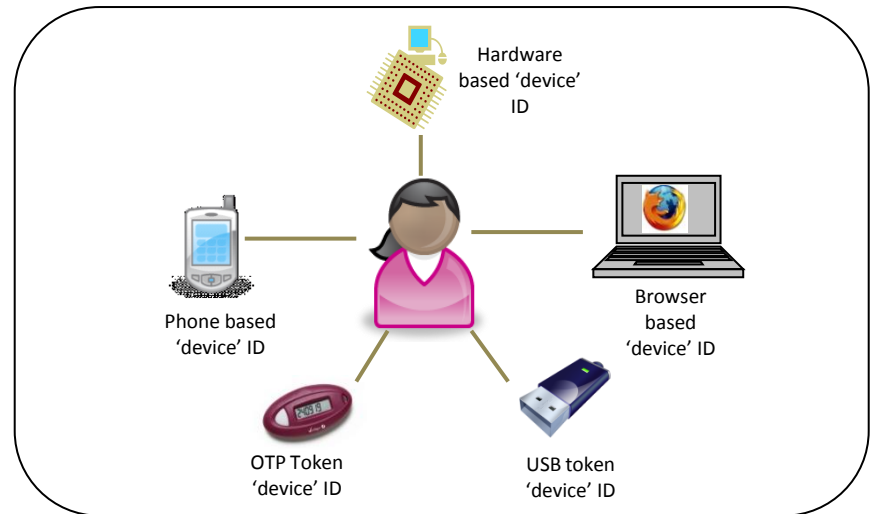 Hardware
based ‘device’
ID
Phone based
‘device’ ID
Browser
based
‘device’ ID
OTP Token
‘device’ ID
USB token
‘device’ ID